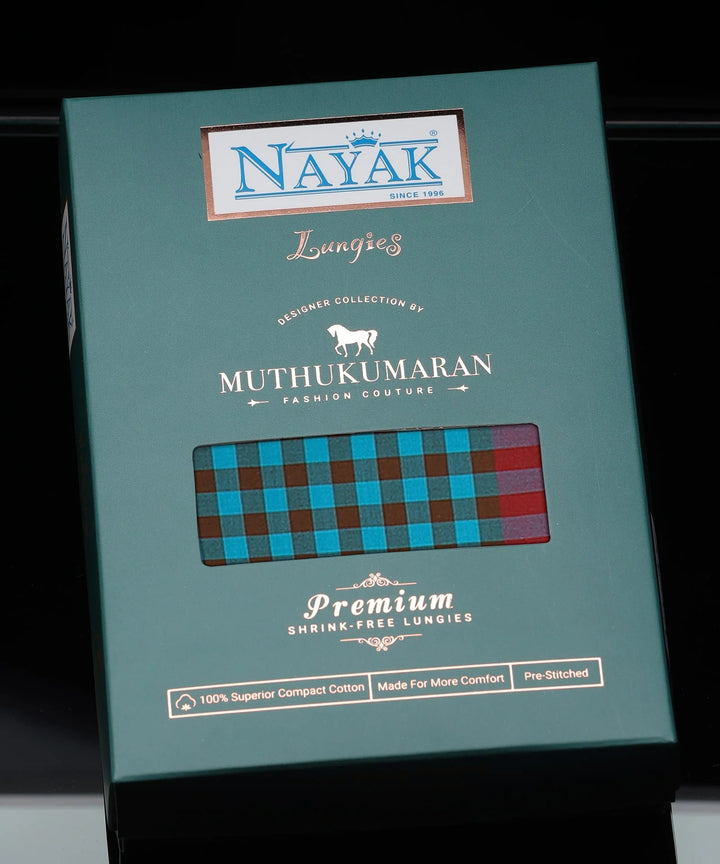 NAYAK®
SINCE 1996
Lungies
DESIGNER COLLECTION BY
MUTHUKUMARAN
FASHION COUTURE
Premium
SHRINK-FREE LUNGIES
100% Superior Compact Cotton Made For More Comfort Pre-Stitched